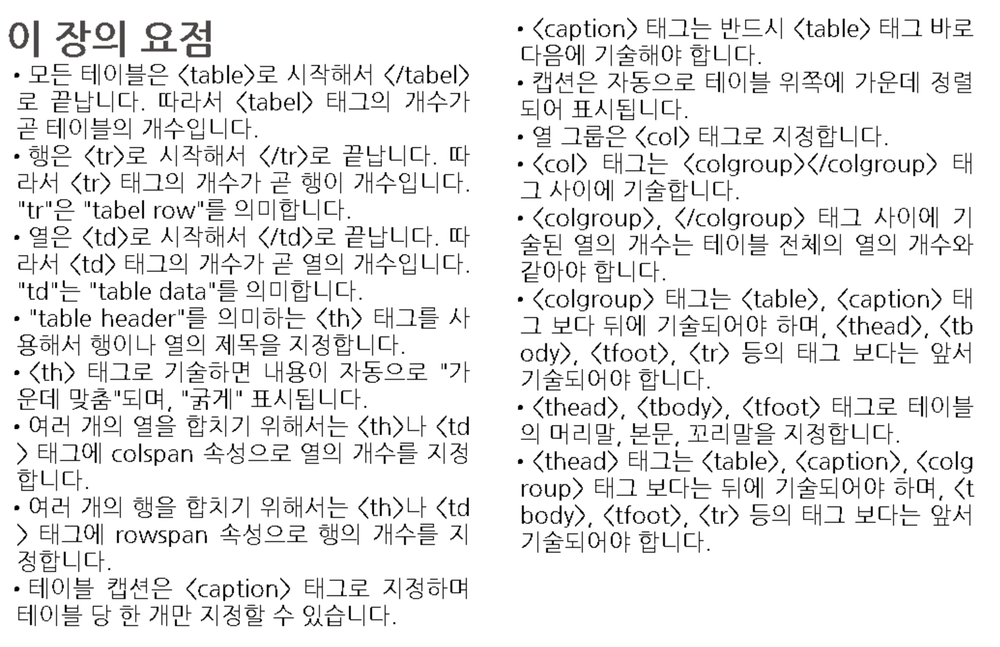 이 장의 요점
• 모든 테이블은 〈table〉로 시작해서 〈/tabel〉
로 끝납니다. 따라서 〈tabel〉 태그의 개수가
곧 테이블의 개수입니다.
• 행은 〈tr〉로 시작해서 〈/tr〉로 끝납니다. 따
라서 〈tr〉 태그의 개수가 곧 행이 개수입니다.
"tr"은 "tabel row"를 의미합니다.
• 열은 〈td〉로 시작해서 〈/td〉로 끝납니다. 따
라서 〈td〉 태그의 개수가 곧 열의 개수입니다.
"td"는 "table data"를 의미합니다.
• "table header"를 의미하는 〈th〉 태그를 사
용해서 행이나 열의 제목을 지정합니다.
• 〈th〉 태그로 기술하면 내용이 자동으로 "가
운데 맞춤"되며, "굵게" 표시됩니다.
• 여러 개의 열을 합치기 위해서는 〈th〉나 〈td
〉 태그에 colspan 속성으로 열의 개수를 지정
합니다.
• 여러 개의 행을 합치기 위해서는 〈th〉나 〈td
〉 태그에 rowspan 속성으로 행의 개수를 지
정합니다.
• 테이블 캡션은 〈caption〉 태그로 지정하며
테이블 당 한 개만 지정할 수 있습니다.
• 〈caption〉 태그는 반드시 〈table〉 태그 바로
다음에 기술해야 합니다.
• 캡션은 자동으로 테이블 위쪽에 가운데 정렬
되어 표시됩니다.
• 열 그룹은 〈col〉 태그로 지정합니다.
• 〈col〉 태그는 〈colgroup〉〈/colgroup〉 태
그 사이에 기술합니다.
• 〈colgroup〉, 〈/colgroup〉 태그 사이에 기
술된 열의 개수는 테이블 전체의 열의 개수와
같아야 합니다.
• 〈colgroup〉 태그는 〈table〉, 〈caption〉 태
그 보다 뒤에 기술되어야 하며, 〈thead〉, 〈tb
ody〉, 〈tfoot〉, 〈tr〉 등의 태그 보다는 앞서
기술되어야 합니다.
• 〈thead〉, 〈tbody〉, 〈tfoot〉 태그로 테이블
의 머리말, 본문, 꼬리말을 지정합니다.
• 〈thead〉 태그는 〈table〉, 〈caption〉, 〈colg
roup〉 태그 보다는 뒤에 기술되어야 하며, 〈t
body〉, 〈tfoot〉, 〈tr〉 등의 태그 보다는 앞서
기술되어야 합니다.